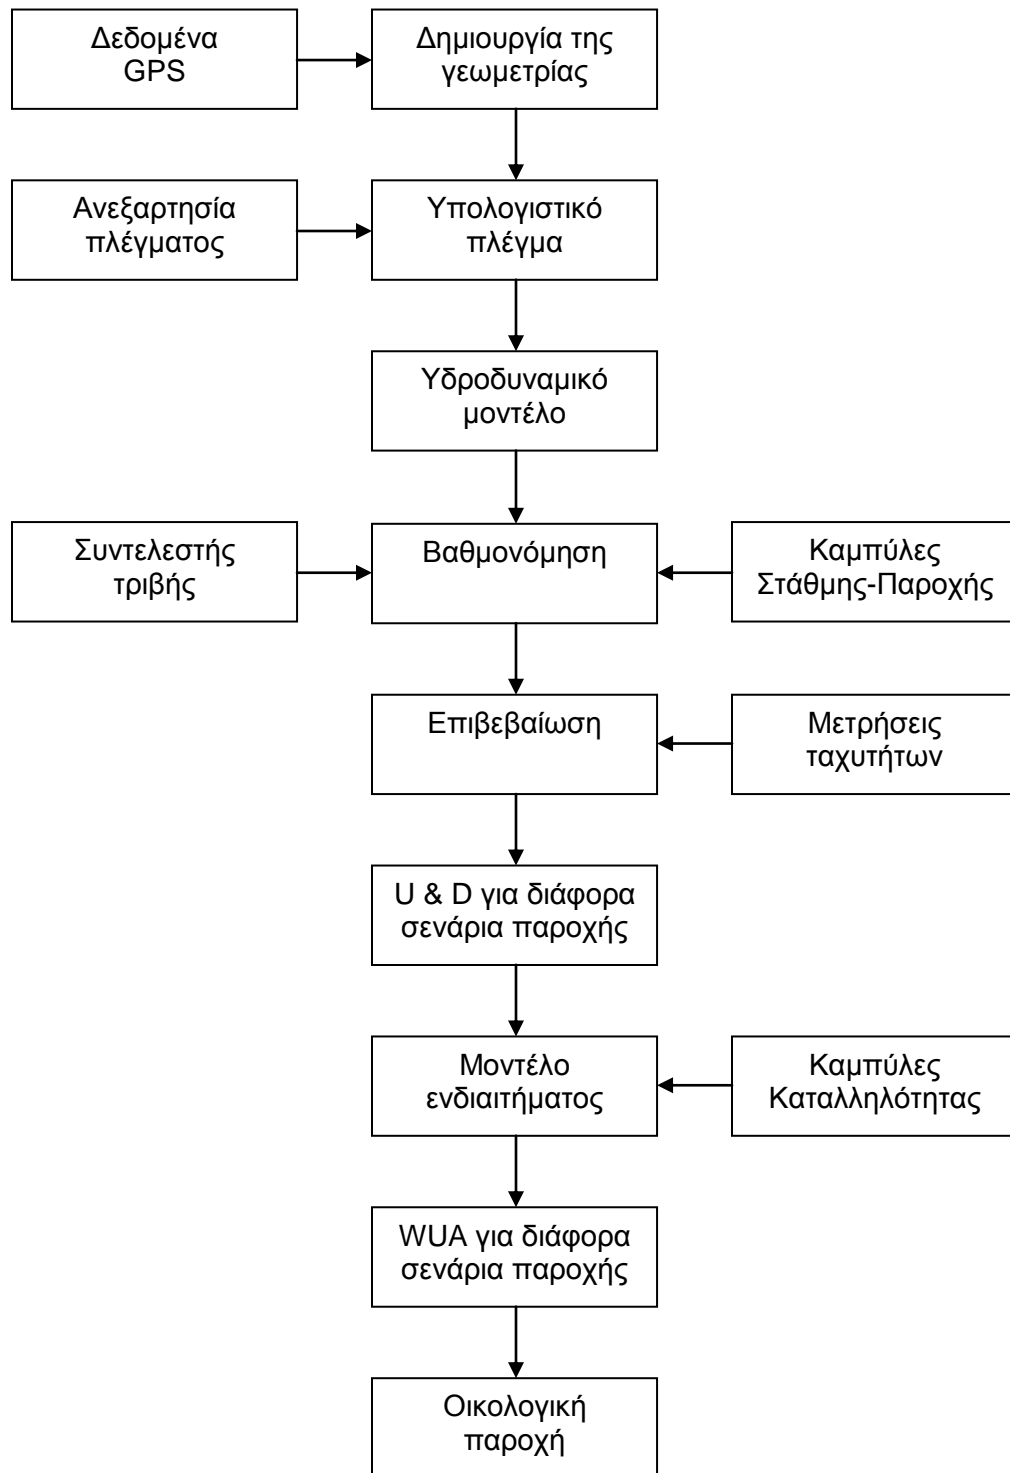 Δεδομένα
GPS
Δημιουργία της
γεωμετρίας
Ανεξαρτησία
πλέγματος
Υπολογιστικό
πλέγμα
Υδροδυναμικό
μοντέλο
Συντελεστής
τριβής
Βαθμονόμηση
Καμπύλες
Στάθμης-Παροχής
Επιβεβαίωση
Μετρήσεις
ταχυτήτων
U & D για διάφορα
σενάρια παροχής
Μοντέλο
ενδιαιτήματος
Καμπύλες
Καταλληλότητας
WUA για διάφορα
σενάρια παροχής
Οικολογική
παροχή